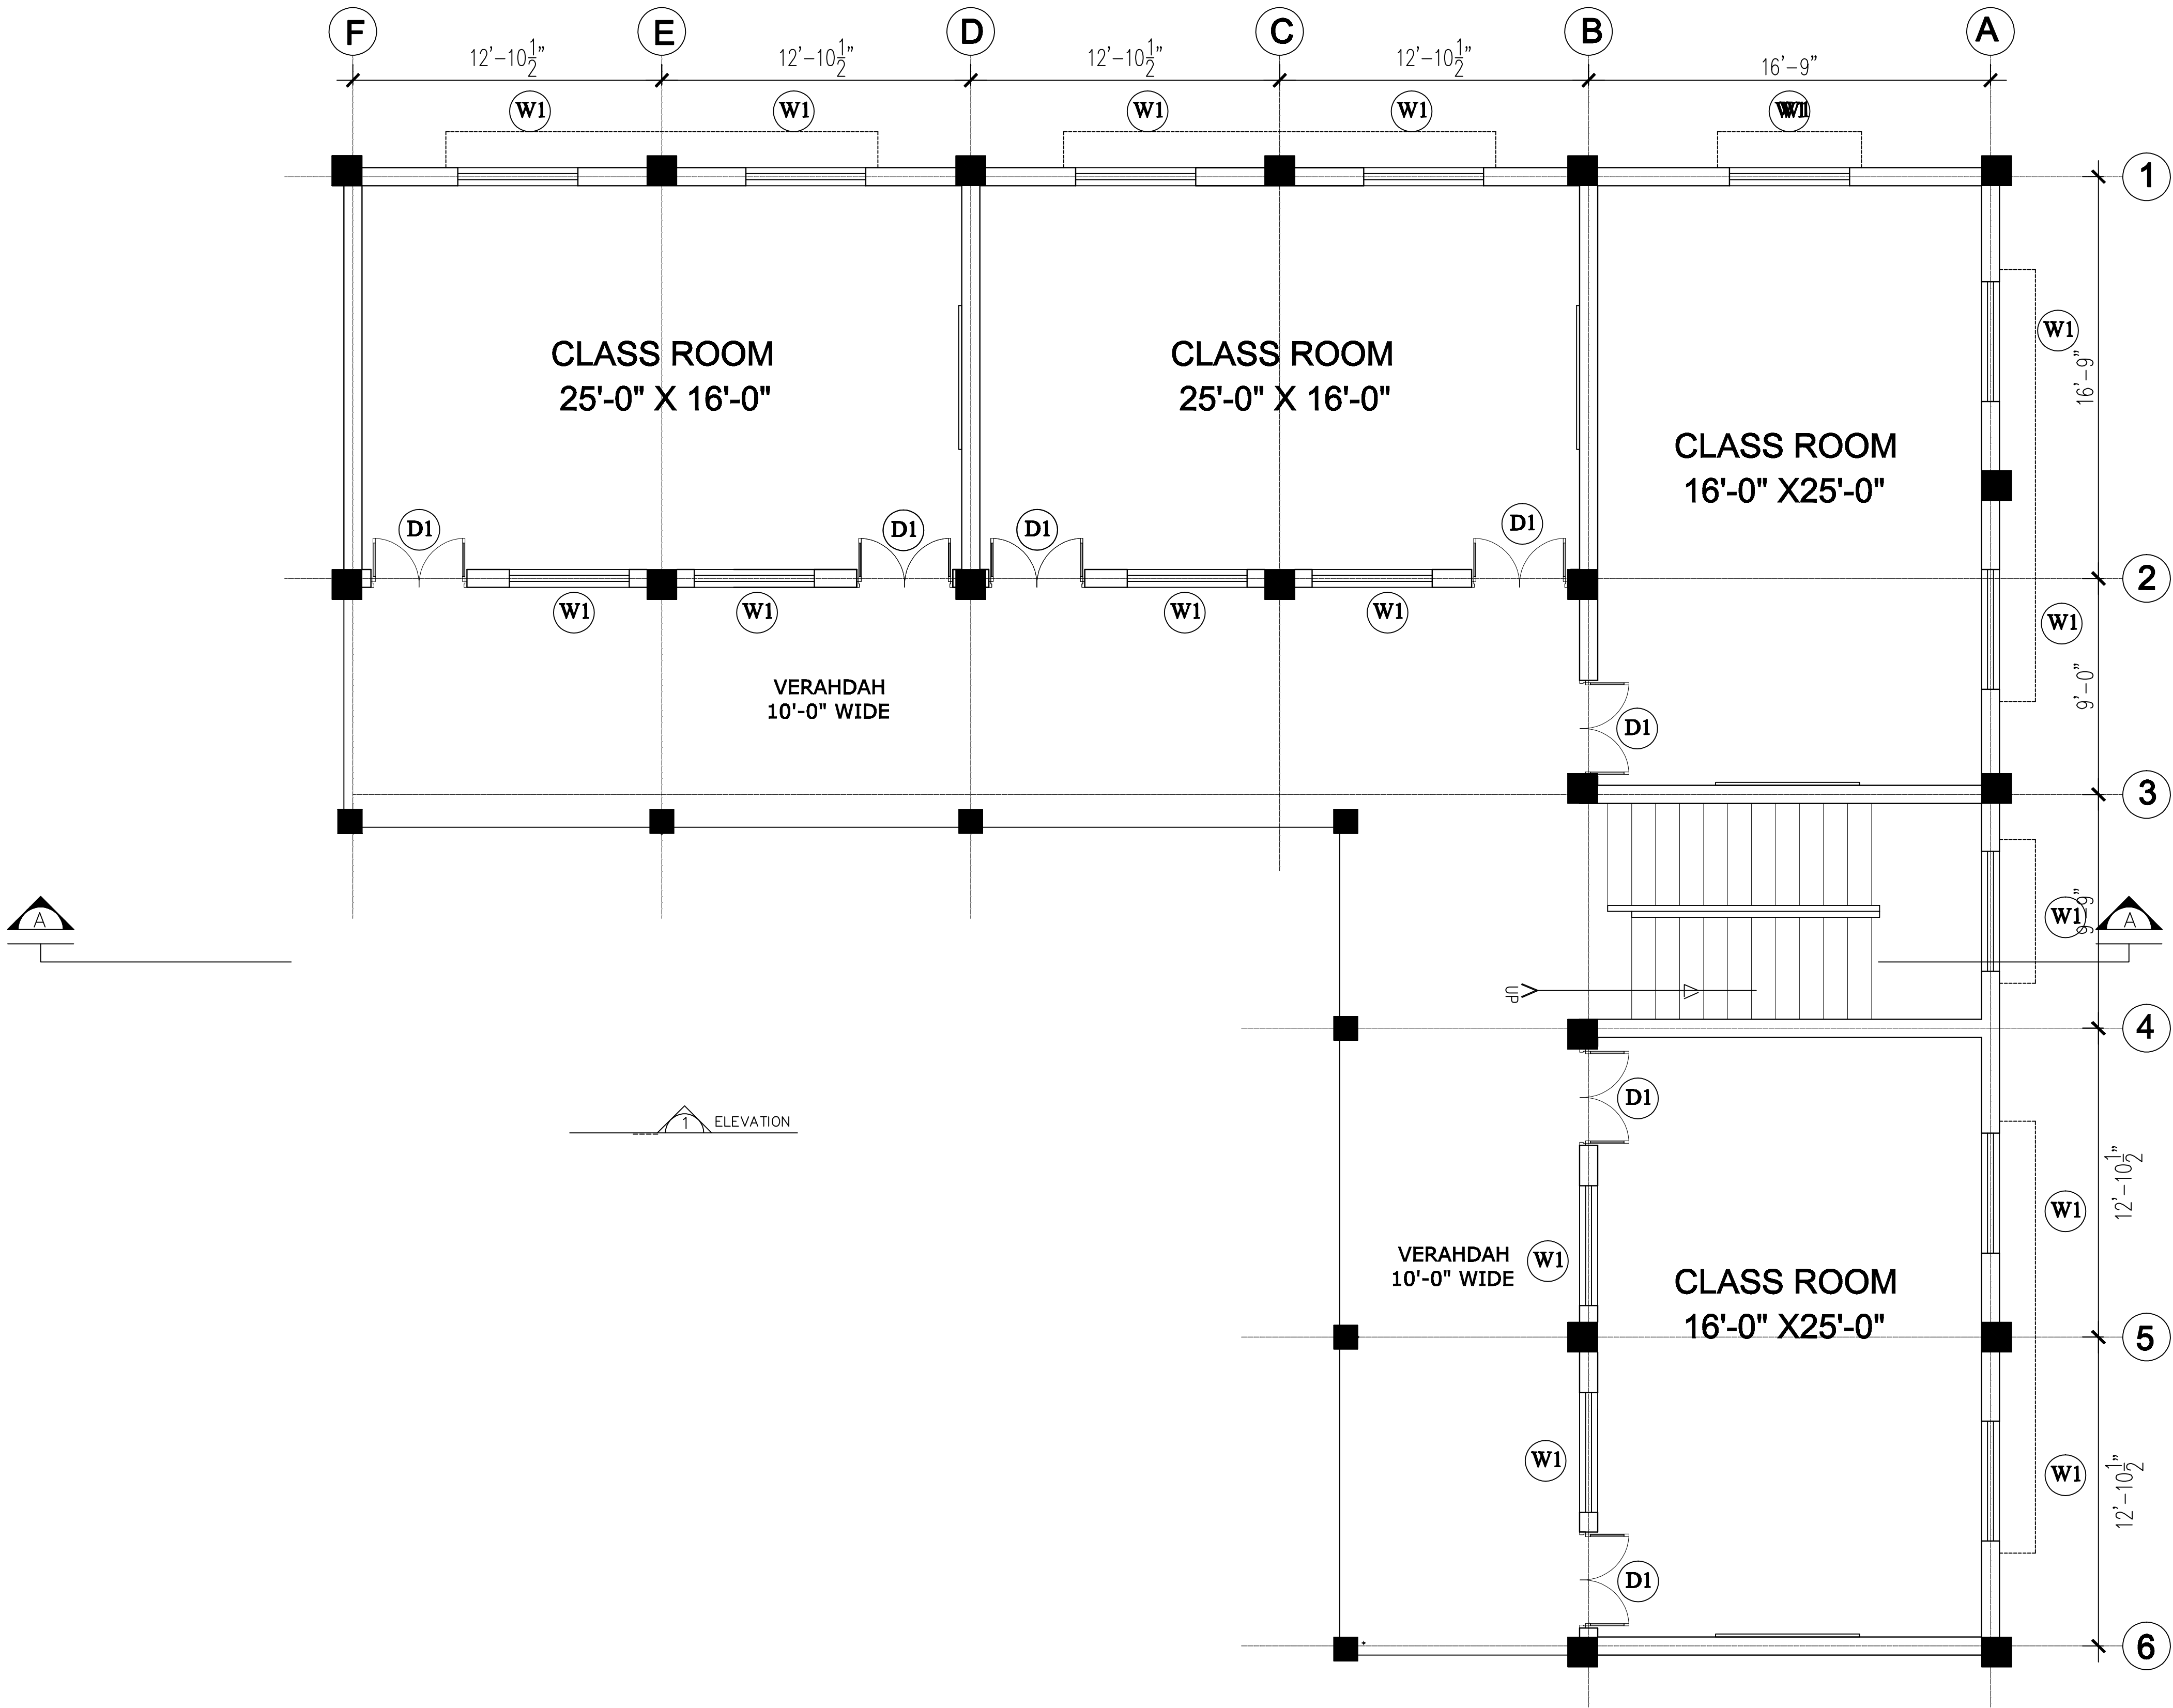 F E D C B A
12'-10½" 12'-10½" 12'-10½" 12'-10½" 16'-9"
W1 W1 W1 W1 W1
1
W1
CLASS ROOM CLASS ROOM
25'-0" X 16'-0" 25'-0" X 16'-0"
16'-9"
CLASS ROOM
16'-0" X25'-0"
D1 D1 D1 D1
2
W1 W1 W1 W1 W1
VERAHDAH
10'-0" WIDE
9'-0"
D1
3
A W1 9'-9" A
UP
4
D1
1 ELEVATION
12'-10½"
W1
VERAHDAH
10'-0" WIDE
W1
CLASS ROOM
16'-0" X25'-0"
5
W1 W1
12'-10½"
D1
6